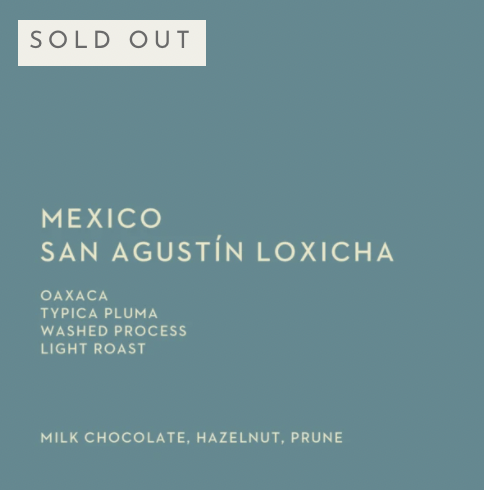 SOLD OUT
MEXICO
SAN AGUSTÍN LOXICHA
OAXACA
TYPICA PLUMA
WASHED PROCESS
LIGHT ROAST
MILK CHOCOLATE, HAZELNUT, PRUNE